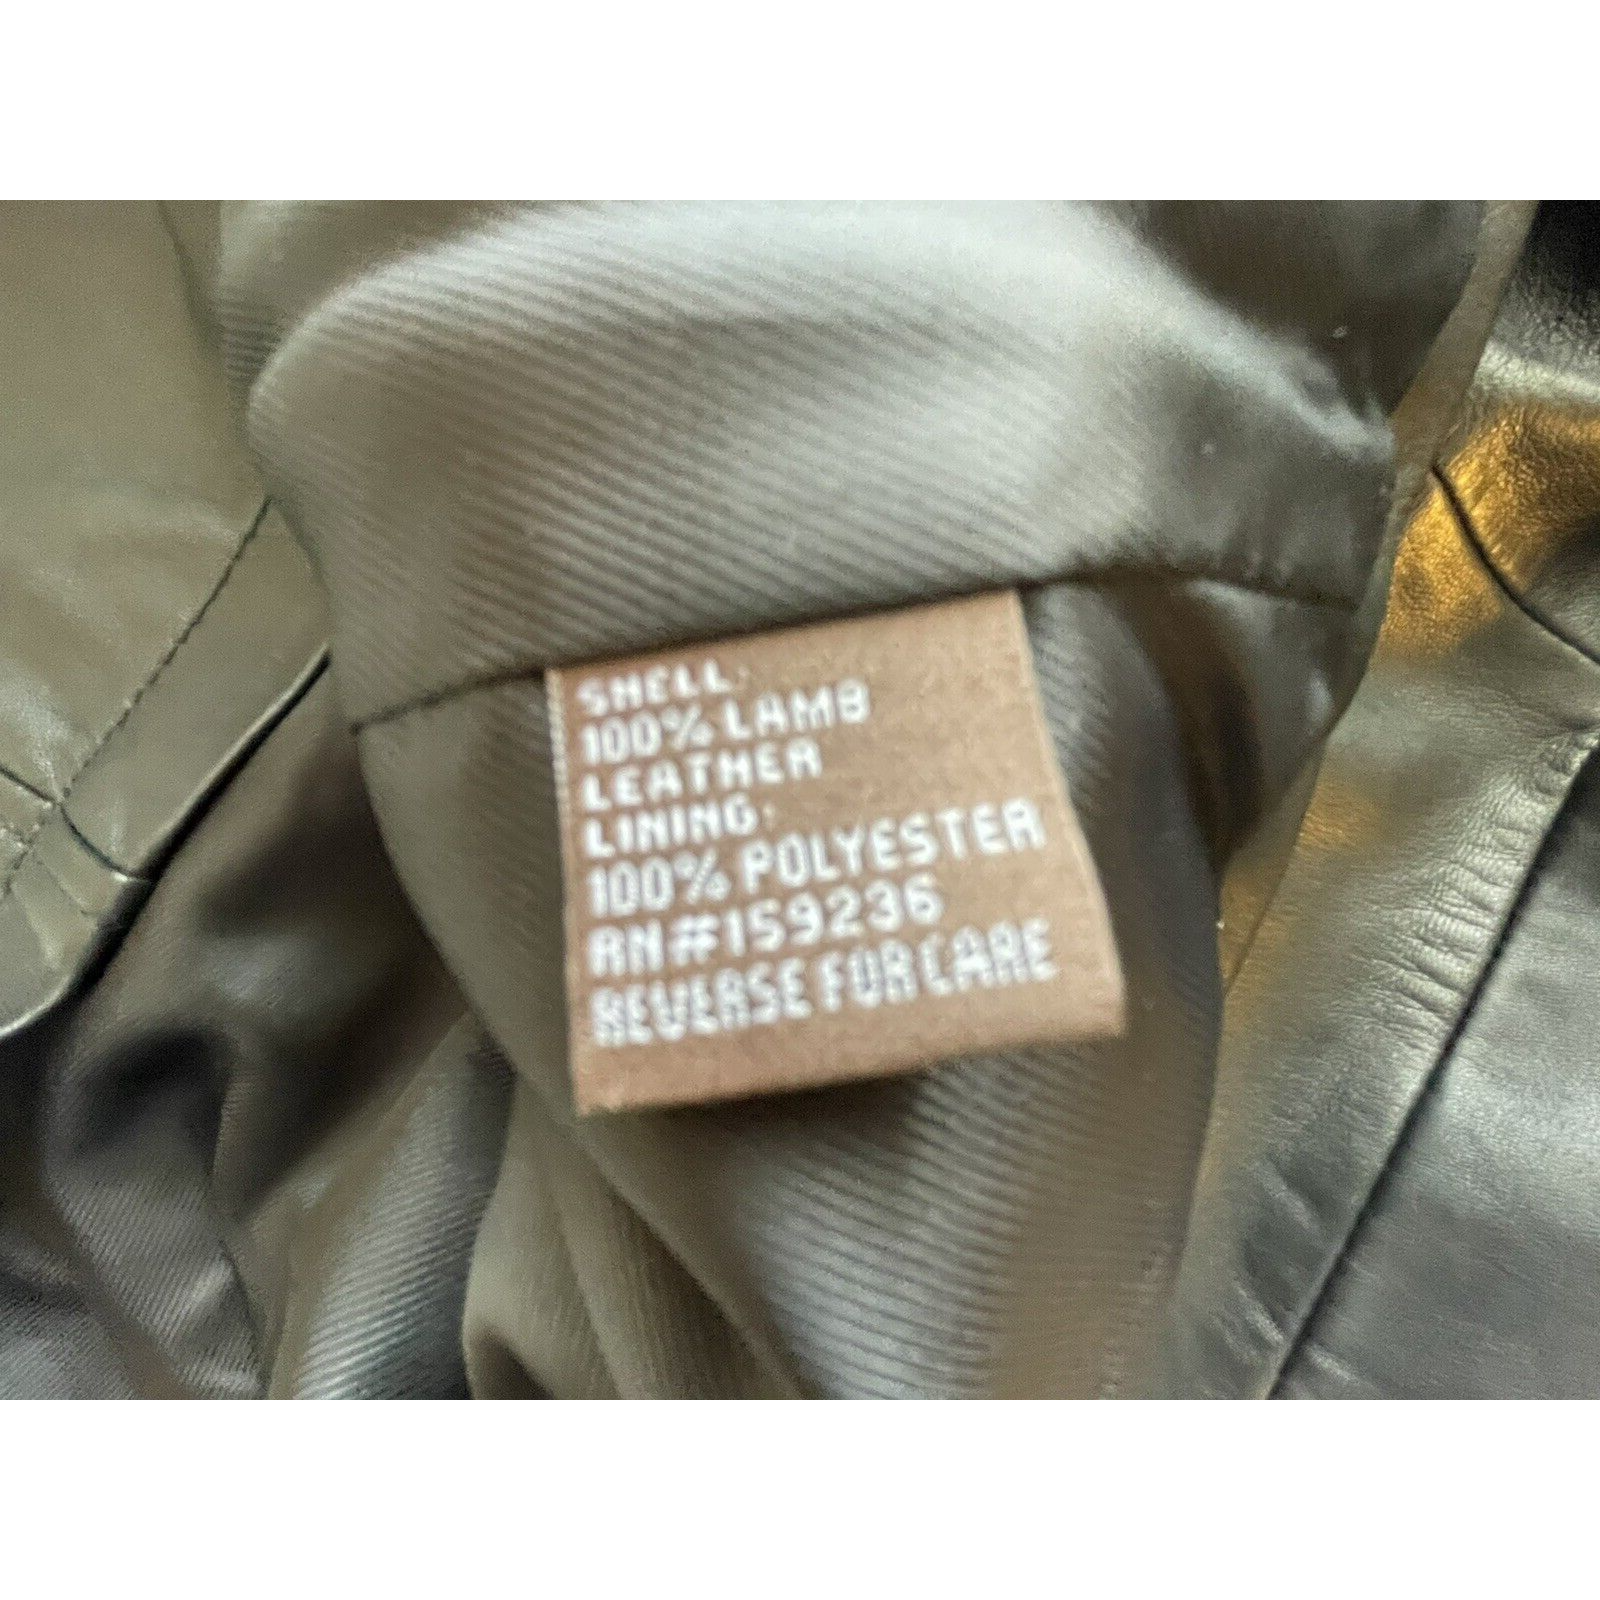 SHELL:
100% LAMB
LEATHER
LINING:
100% POLYESTER
RN#159236
REVERSE FOR CARE